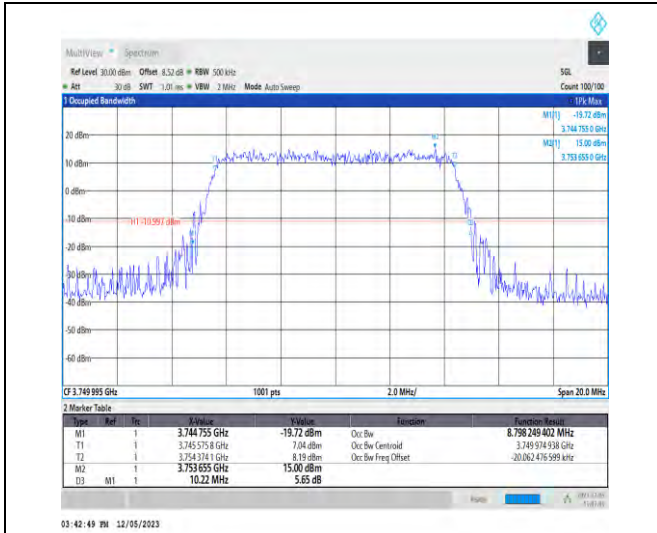 MultiView Spectrum
Ref Level 30.00 dBm Offset 8.52 dB RBW 500 kHz SGL
Att 30 dB SWT 1.01 ms VBW 2 MHz Mode Auto Sweep Count 100/100
1 Occupied Bandwidth 1Pk Max
M1[1] -19.72 dBm
3.744 755 0 GHz
M2[1] 15.00 dBm
3.753 655 0 GHz
20 dBm
M2
T1 T2
10 dBm
0 dBm
-10 dBm H1 -10.993 dBm
-20 dBm
-30 dBm
-40 dBm
-50 dBm
-60 dBm
CF 3.749 995 GHz 1001 pts 2.0 MHz/ Span 20.0 MHz
2 Marker Table
Type Ref Trc X-Value Y-Value Function Function Result
M1 1 3.744 755 GHz -19.72 dBm Occ Bw 8.798 249 402 MHz
T1 1 3.745 575 8 GHz 7.04 dBm Occ Bw Centroid 3.749 974 938 GHz
T2 1 3.754 374 1 GHz 8.19 dBm Occ Bw Freq Offset -20.062 476 599 kHz
M2 1 3.753 655 GHz 15.00 dBm
D3 M1 1 10.22 MHz 5.65 dB
03:42:49 PM 12/05/2023